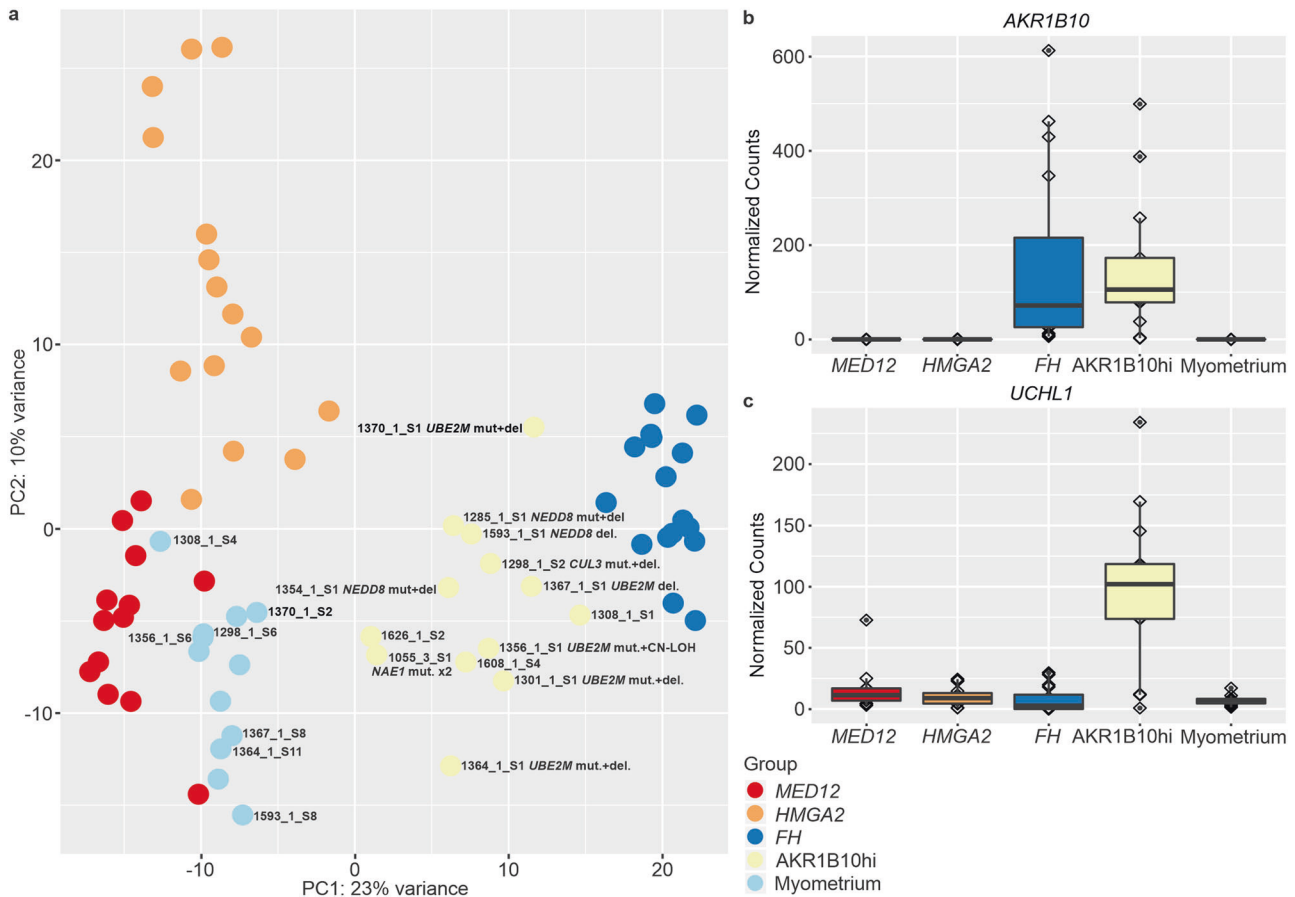 a
20
10
0
-10
PC2: 10% variance
-10
0
10
20
PC1: 23% variance
1370_1_S1 UBE2M mut+del
1285_1_S1 NEDD8 mut+del
1593_1_S1 NEDD8 del.
1308_1_S4
1298_1_S2 CUL3 mut.+del.
1354_1_S1 NEDD8 mut+del
1367_1_S1 UBE2M del.
1370_1_S2
1308_1_S1
1298_1_S6
1356_1_S6
1626_1_S2
1356_1_S1 UBE2M mut.+CN-LOH
1055_3_S1
NAE1 mut. x2
1608_1_S4
1301_1_S1 UBE2M mut.+del.
1367_1_S8
1364_1_S11
1364_1_S1 UBE2M mut.+del.
1593_1_S8
b
AKR1B10
600
400
200
0
Normalized Counts
MED12
HMGA2
FH
AKR1B10hi
Myometrium
c
UCHL1
200
150
100
50
0
Normalized Counts
MED12
HMGA2
FH
AKR1B10hi
Myometrium
Group
MED12
HMGA2
FH
AKR1B10hi
Myometrium